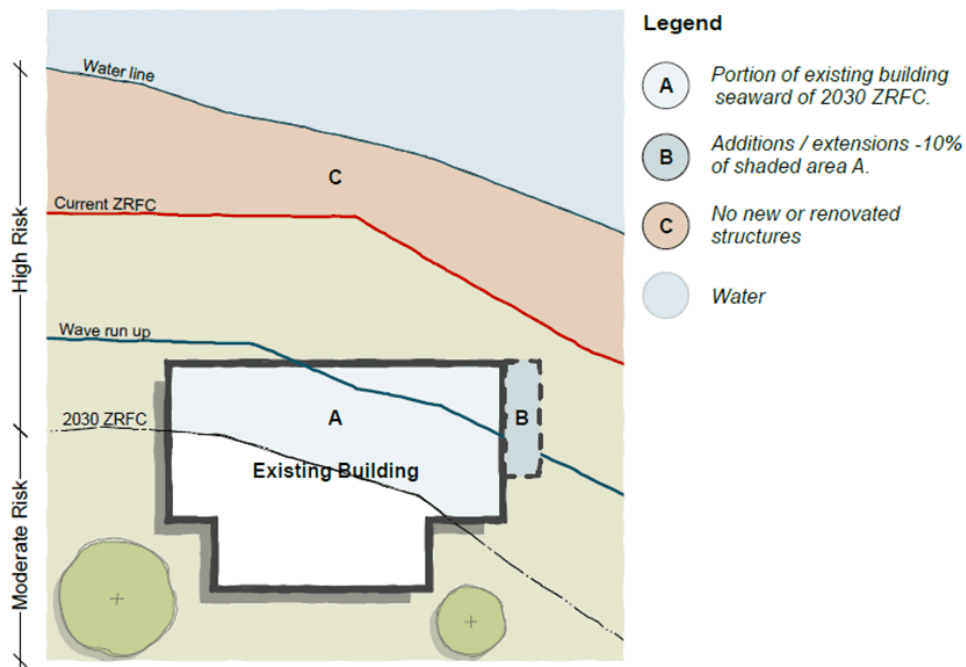 Water line
C
Current ZRFC
Wave run up
A
B
2030 ZRFC
Existing Building
High Risk
Moderate Risk
Legend
A
Portion of existing building
seaward of 2030 ZRFC.
B
Additions / extensions -10%
of shaded area A.
C
No new or renovated
structures
Water